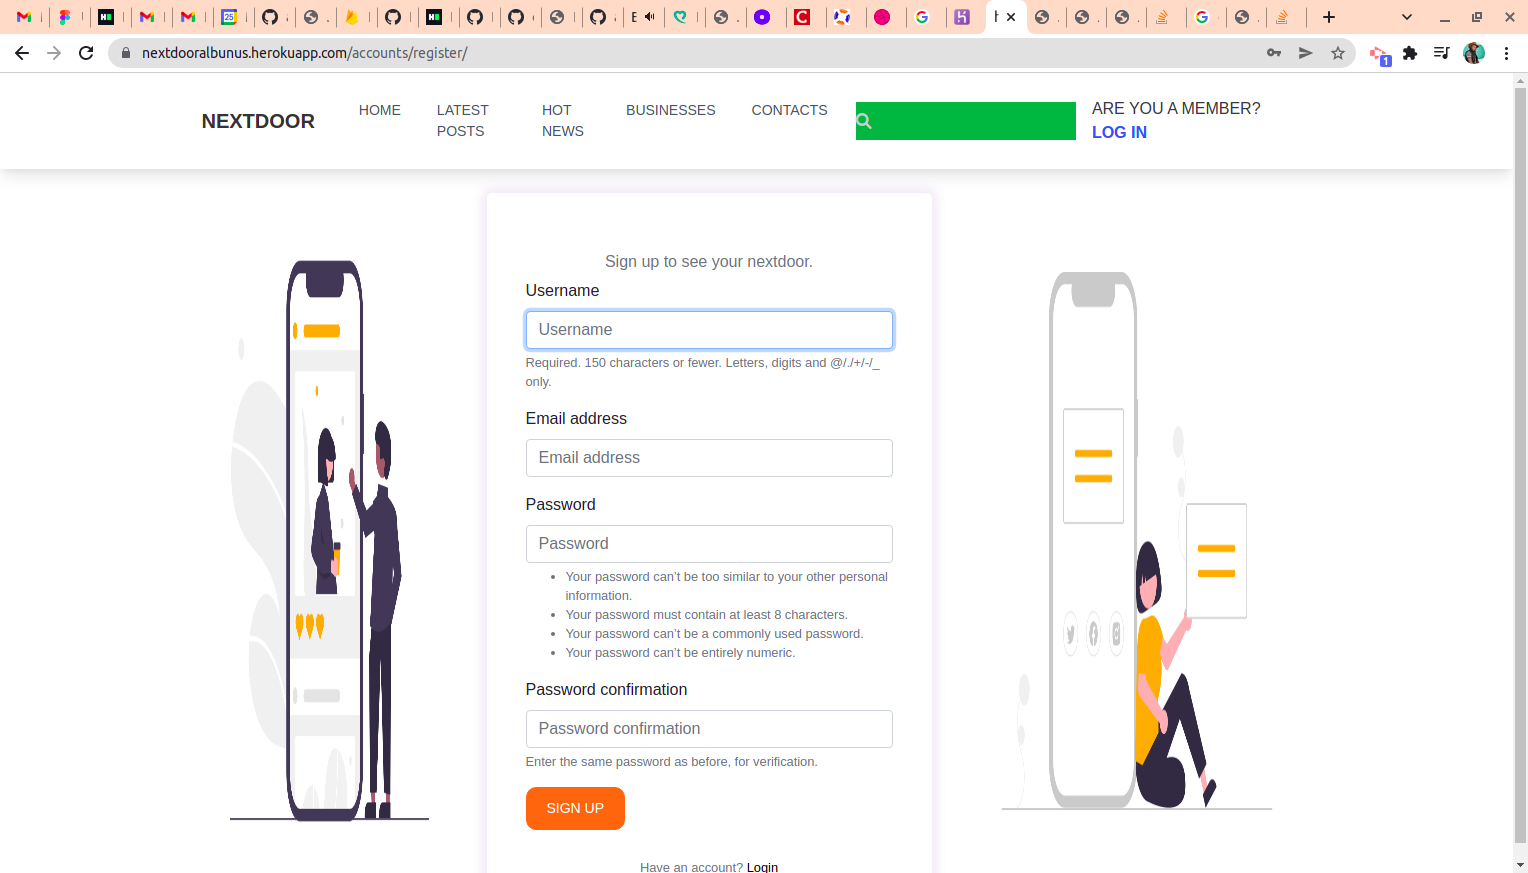 nextdooralbunus.herokuapp.com/accounts/register/
1
NEXTDOOR
HOME
LATEST
POSTS
HOT
NEWS
BUSINESSES
CONTACTS
ARE YOU A MEMBER?
LOG IN
Sign up to see your nextdoor.
Username
Username
Required. 150 characters or fewer. Letters, digits and @/./+/-/_
only.
Email address
Email address
Password
Password
Your password can't be too similar to your other personal
information.
Your password must contain at least 8 characters.
Your password can't be a commonly used password.
Your password can't be entirely numeric.
Password confirmation
Password confirmation
Enter the same password as before, for verification.
SIGN UP
Have an account? Login